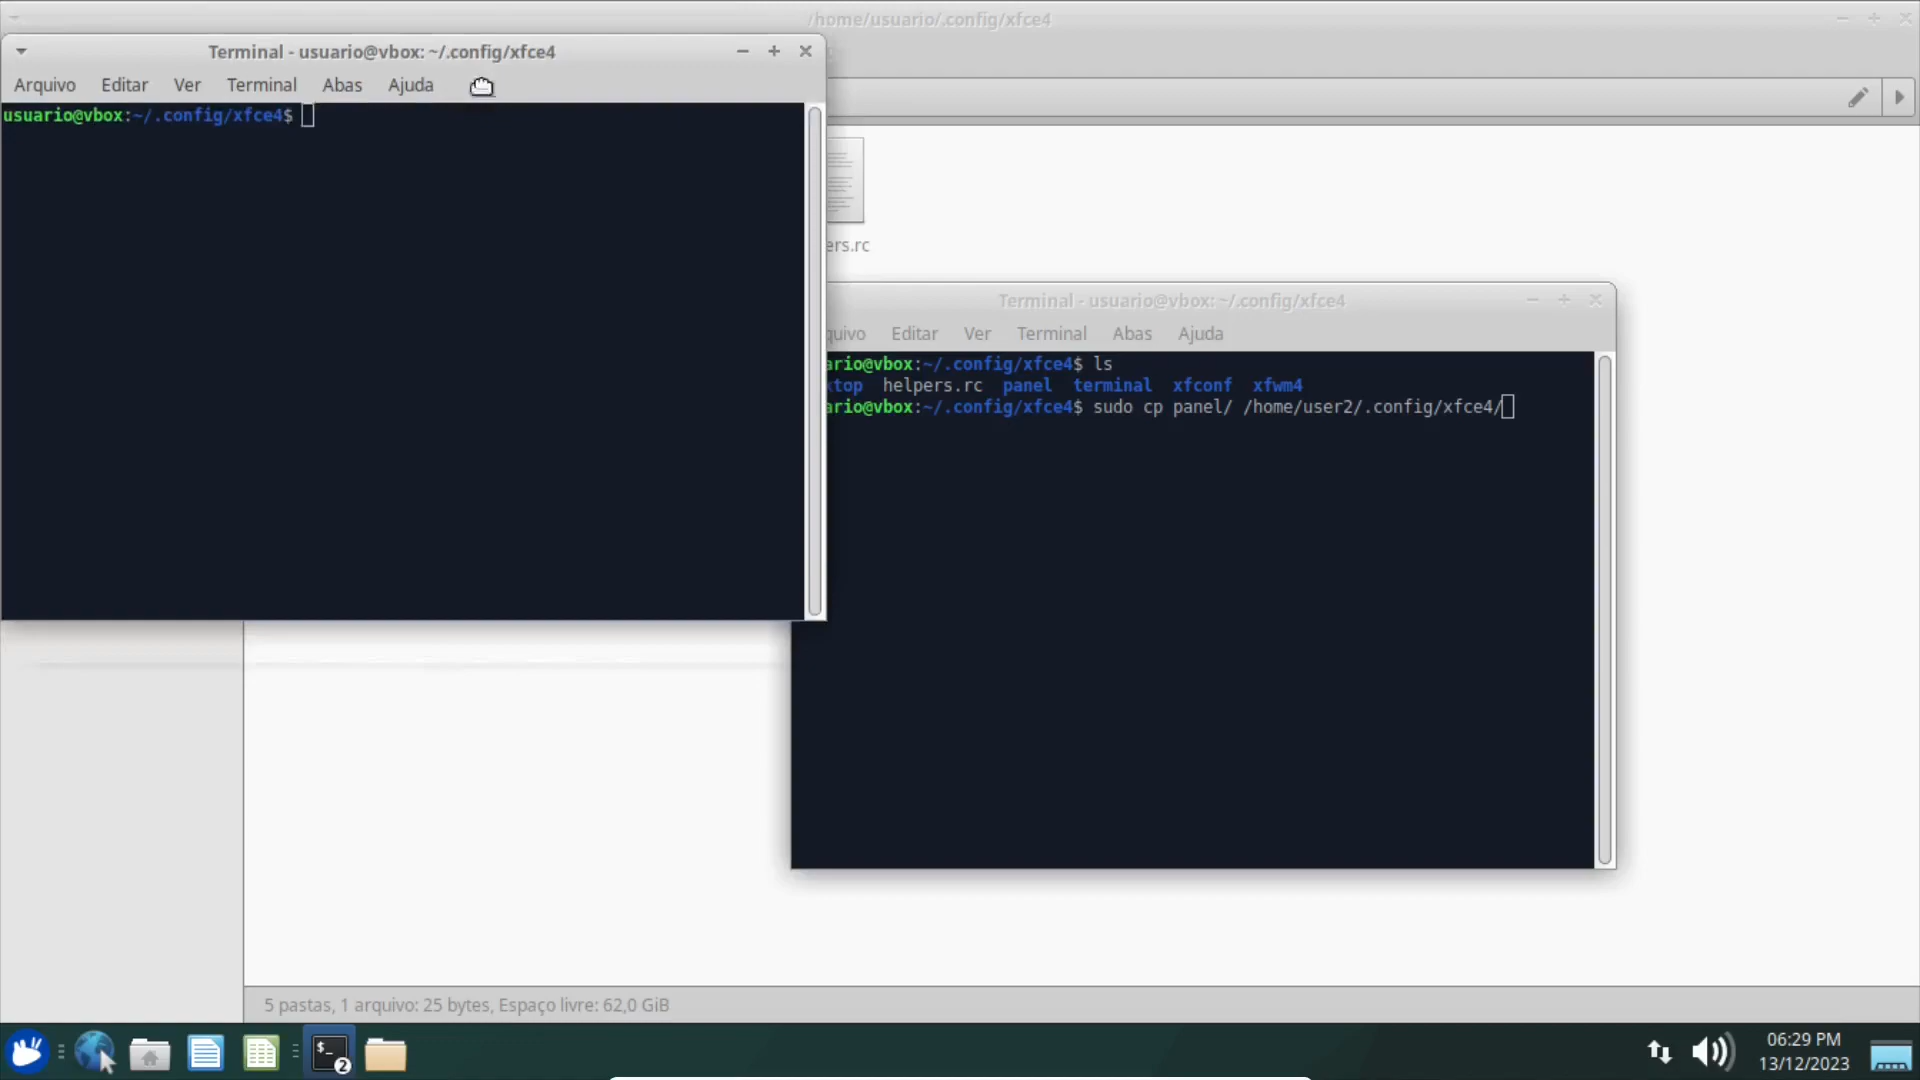 /home/usuario/.config/xfce4
Terminal - usuario@vbox: ~/.config/xfce4
Arquivo Editar Ver Terminal Abas Ajuda
usuario@vbox:~/.config/xfce4$
ers.rc
Terminal - usuario@vbox: ~/.config/xfce4
quivo Editar Ver Terminal Abas Ajuda
ario@vbox:~/.config/xfce4$ ls
ktop helpers.rc panel terminal xfconf xfwm4
ario@vbox:~/.config/xfce4$ sudo cp panel/ /home/user2/.config/xfce4/
5 pastas, 1 arquivo: 25 bytes, Espaço livre: 62,0 GiB
$_
2
06:29 PM
13/12/2023